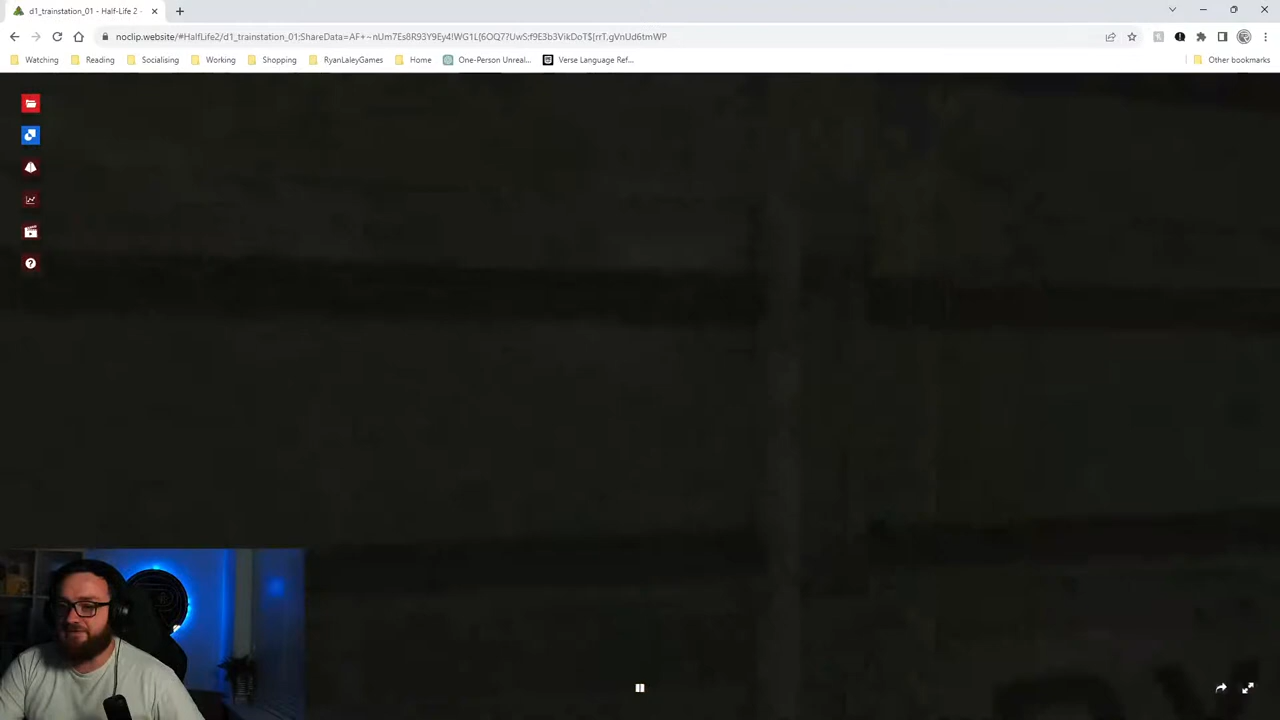 d1_trainstation_01 - Half-Life 2 -
noclip.website/#HalfLife2/d1_trainstation_01;ShareData=AF+~nUm7Es8R93Y9Ey4!WG1L{6OQ7?UwS;f9E3b3VikDoT$[rrT.gVnUd6tmWP
Watching Reading Socialising Working Shopping RyanLaleyGames Home One-Person Unreal... Verse Language Ref... Other bookmarks